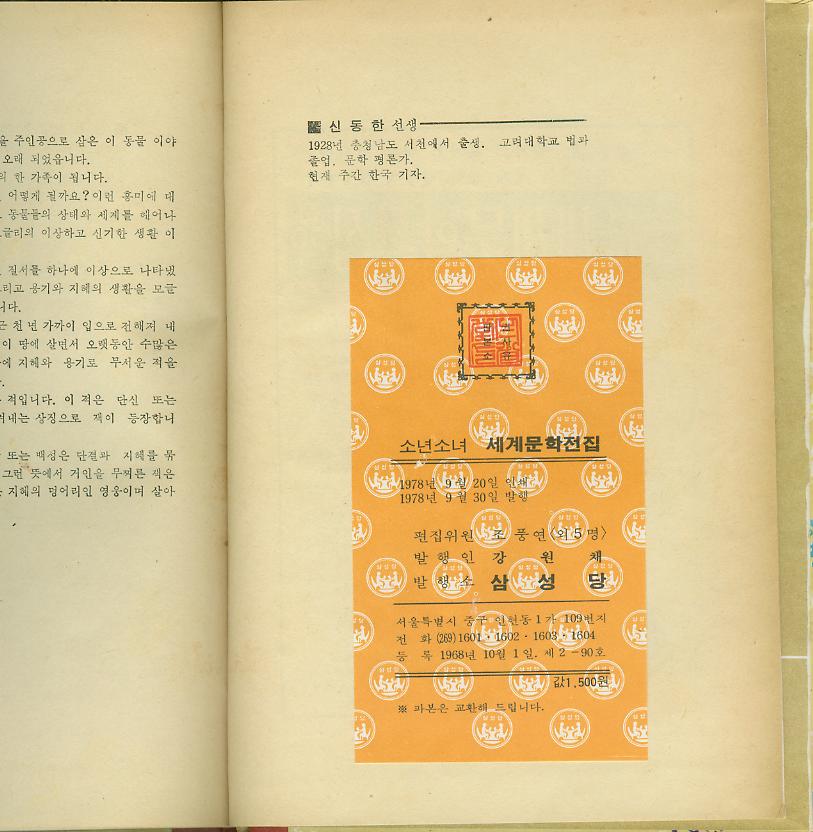 을 주인공으로 삼은 이 동물 이야
오래 되었읍니다.
의 한 가족이 됩니다.
어떻게 될까요? 이런 흥미에 대
동물들의 상태와 세계를 헤어나
글리의 이상하고 신기한 생활 이
질서를 하나에 이상으로 나타냈
리고 용기와 지혜의 생활을 모글
니다.
근 천 년 가까이 입으로 전해져 내
이 땅에 살면서 오랫동안 수많은
에 지혜와 용기로 무서운 적을
적입니다. 이 적은 단신 또는
겨내는 상징으로 잭이 등장합니
또는 백성은 단결과 지혜를 묶
그런 뜻에서 거인을 무찌른 잭은
지혜의 덩어리인 영웅이며 살아
신 동 한 선생
1928년 충청남도 서천에서 출생. 고려대학교 법과
졸업. 문학 평론가.
현재 주간 한국 기자.
소년소녀 세계문학전집
1978년 9월 20일 인쇄
1978년 9월 30일 발행
편집위원 조 풍 연〈외 5 명〉
발 행 인 강 원 채
발 행 소 삼 성 당
서울특별시 중구 인현동 1 가 109번지
전 화 (269) 1601 · 1602 · 1603 · 1604
등 록 1968년 10월 1 일. 제 2 −90호
값1,500원
※ 파본은 교환해 드립니다.
삼성당